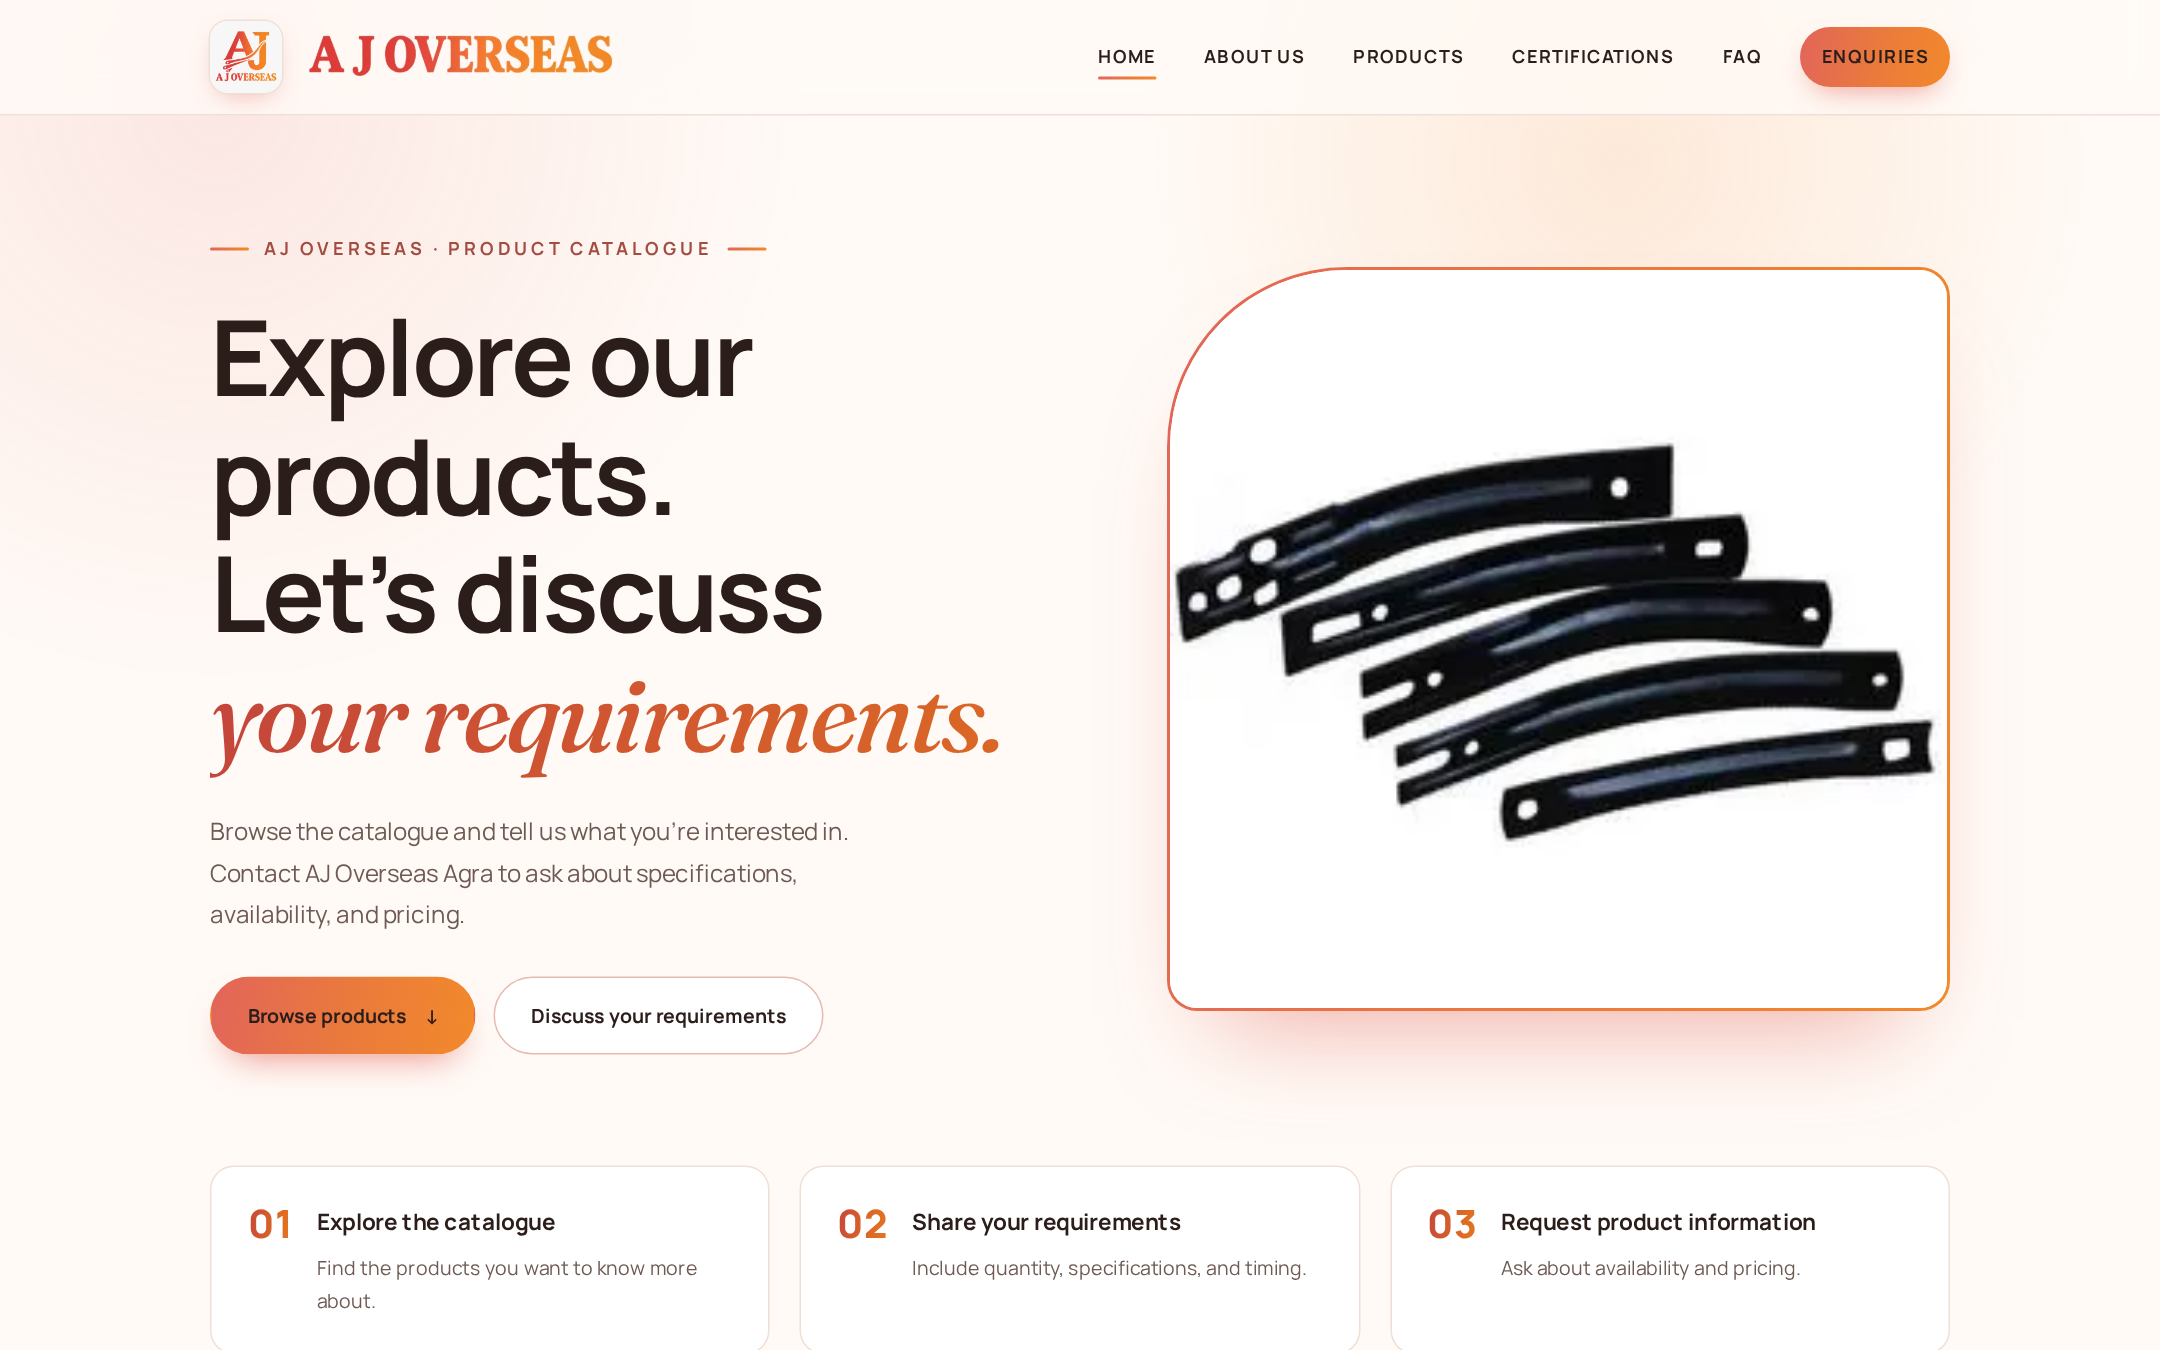 AJ
A J OVERSEAS
A J OVERSEAS
HOME
ABOUT US
PRODUCTS
CERTIFICATIONS
FAQ
ENQUIRIES
AJ OVERSEAS · PRODUCT CATALOGUE
Explore our
products.
Let’s discuss
your requirements.
Browse the catalogue and tell us what you’re interested in.
Contact AJ Overseas Agra to ask about specifications,
availability, and pricing.
Browse products ↓
Discuss your requirements
01
Explore the catalogue
Find the products you want to know more
about.
02
Share your requirements
Include quantity, specifications, and timing.
03
Request product information
Ask about availability and pricing.